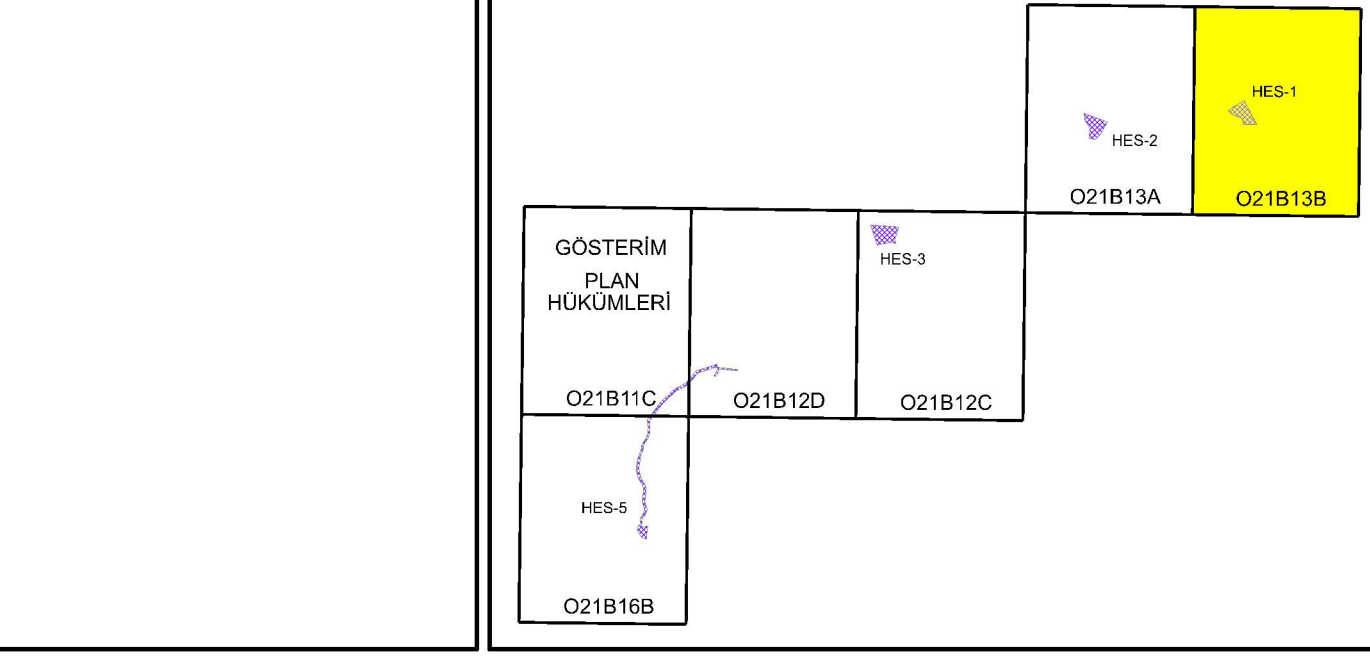 HES-1
HES-2
O21B13A
O21B13B
GÖSTERİM
PLAN
HÜKÜMLERİ
HES-3
O21B11C
O21B12D
O21B12C
HES-5
O21B16B